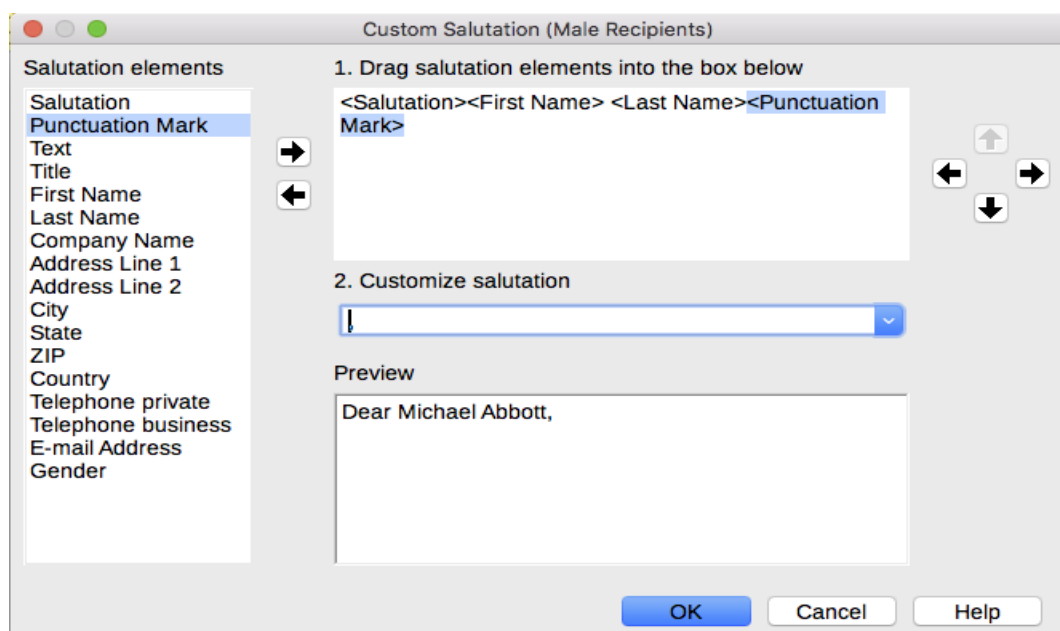 Custom Salutation (Male Recipients)
Salutation elements
Salutation
Punctuation Mark
Text
Title
First Name
Last Name
Company Name
Address Line 1
Address Line 2
City
State
ZIP
Country
Telephone private
Telephone business
E-mail Address
Gender
1. Drag salutation elements into the box below
<Salutation><First Name> <Last Name><Punctuation
Mark>
2. Customize salutation
,
Preview
Dear Michael Abbott,
OK
Cancel
Help